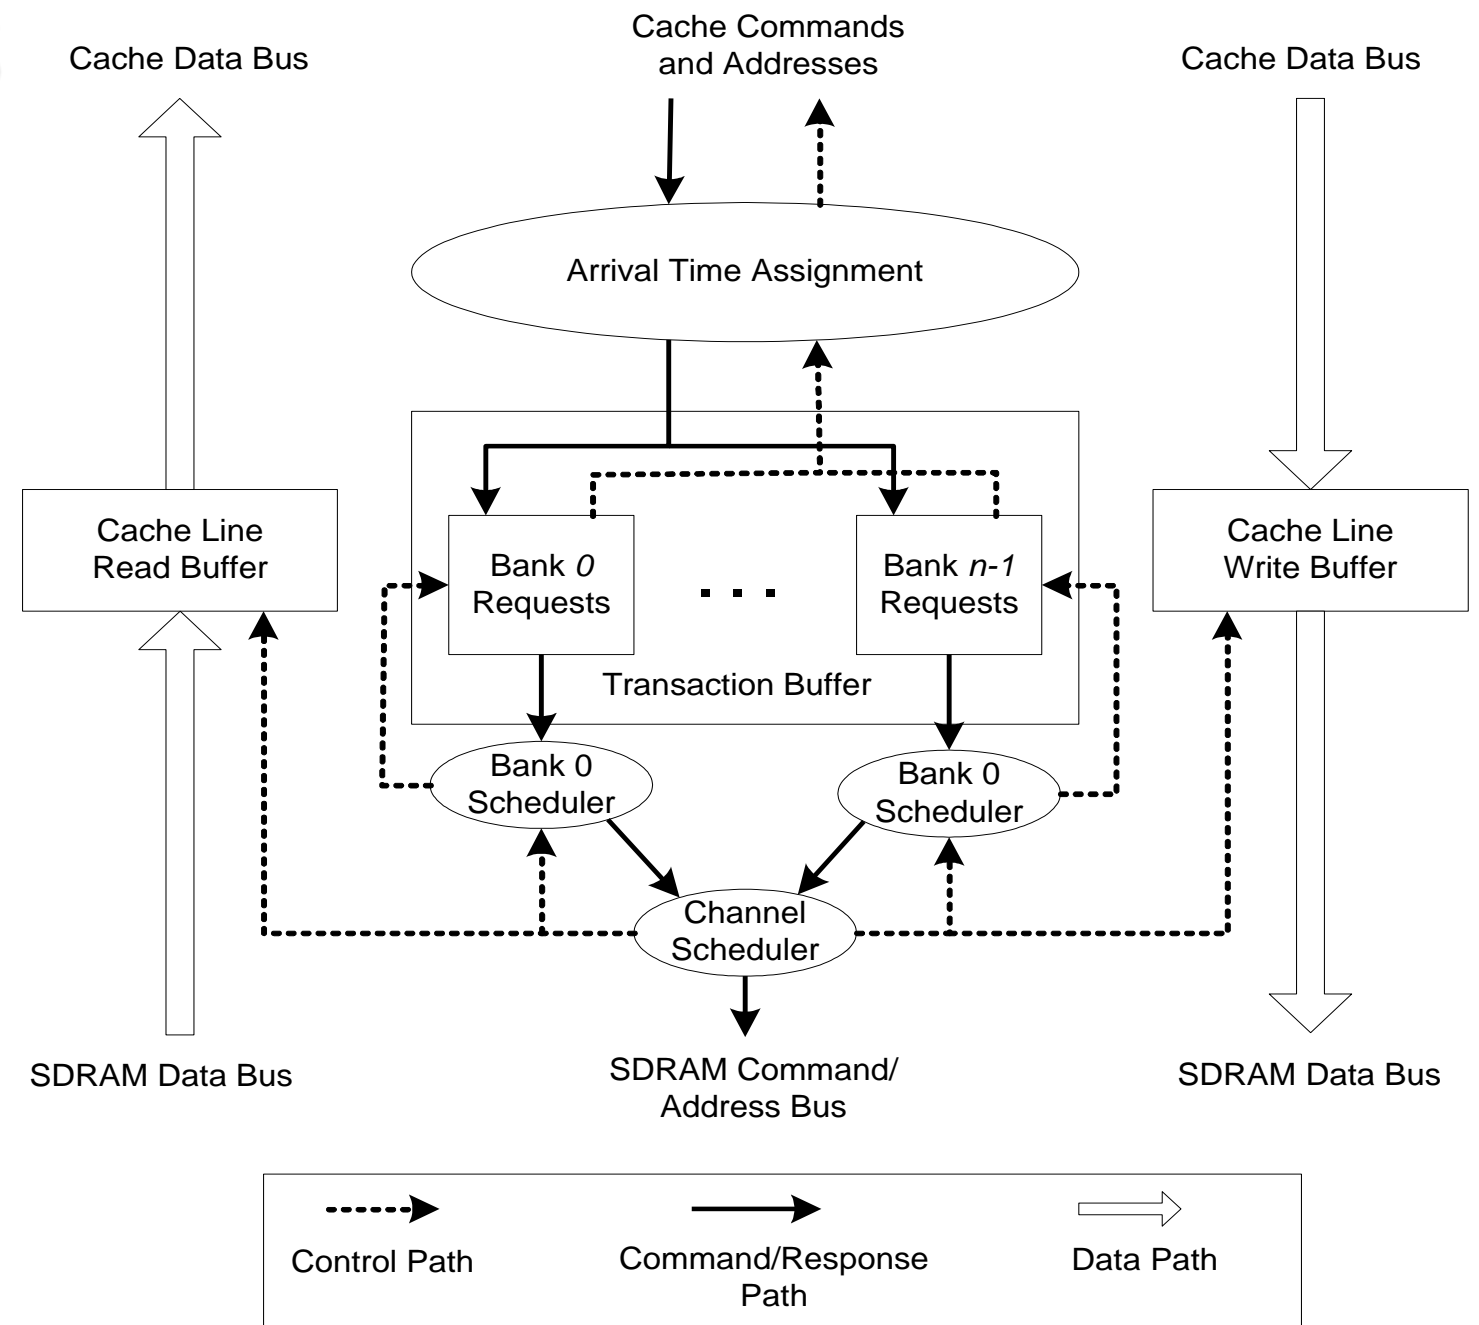 Cache Commands
and Addresses
Cache Data Bus
Cache Data Bus
Arrival Time Assignment
Cache Line
Read Buffer
Bank 0
Requests
. . .
Bank n-1
Requests
Cache Line
Write Buffer
Transaction Buffer
Bank 0
Scheduler
Bank 0
Scheduler
Channel
Scheduler
SDRAM Data Bus
SDRAM Command/
Address Bus
SDRAM Data Bus
Control Path
Command/Response
Path
Data Path